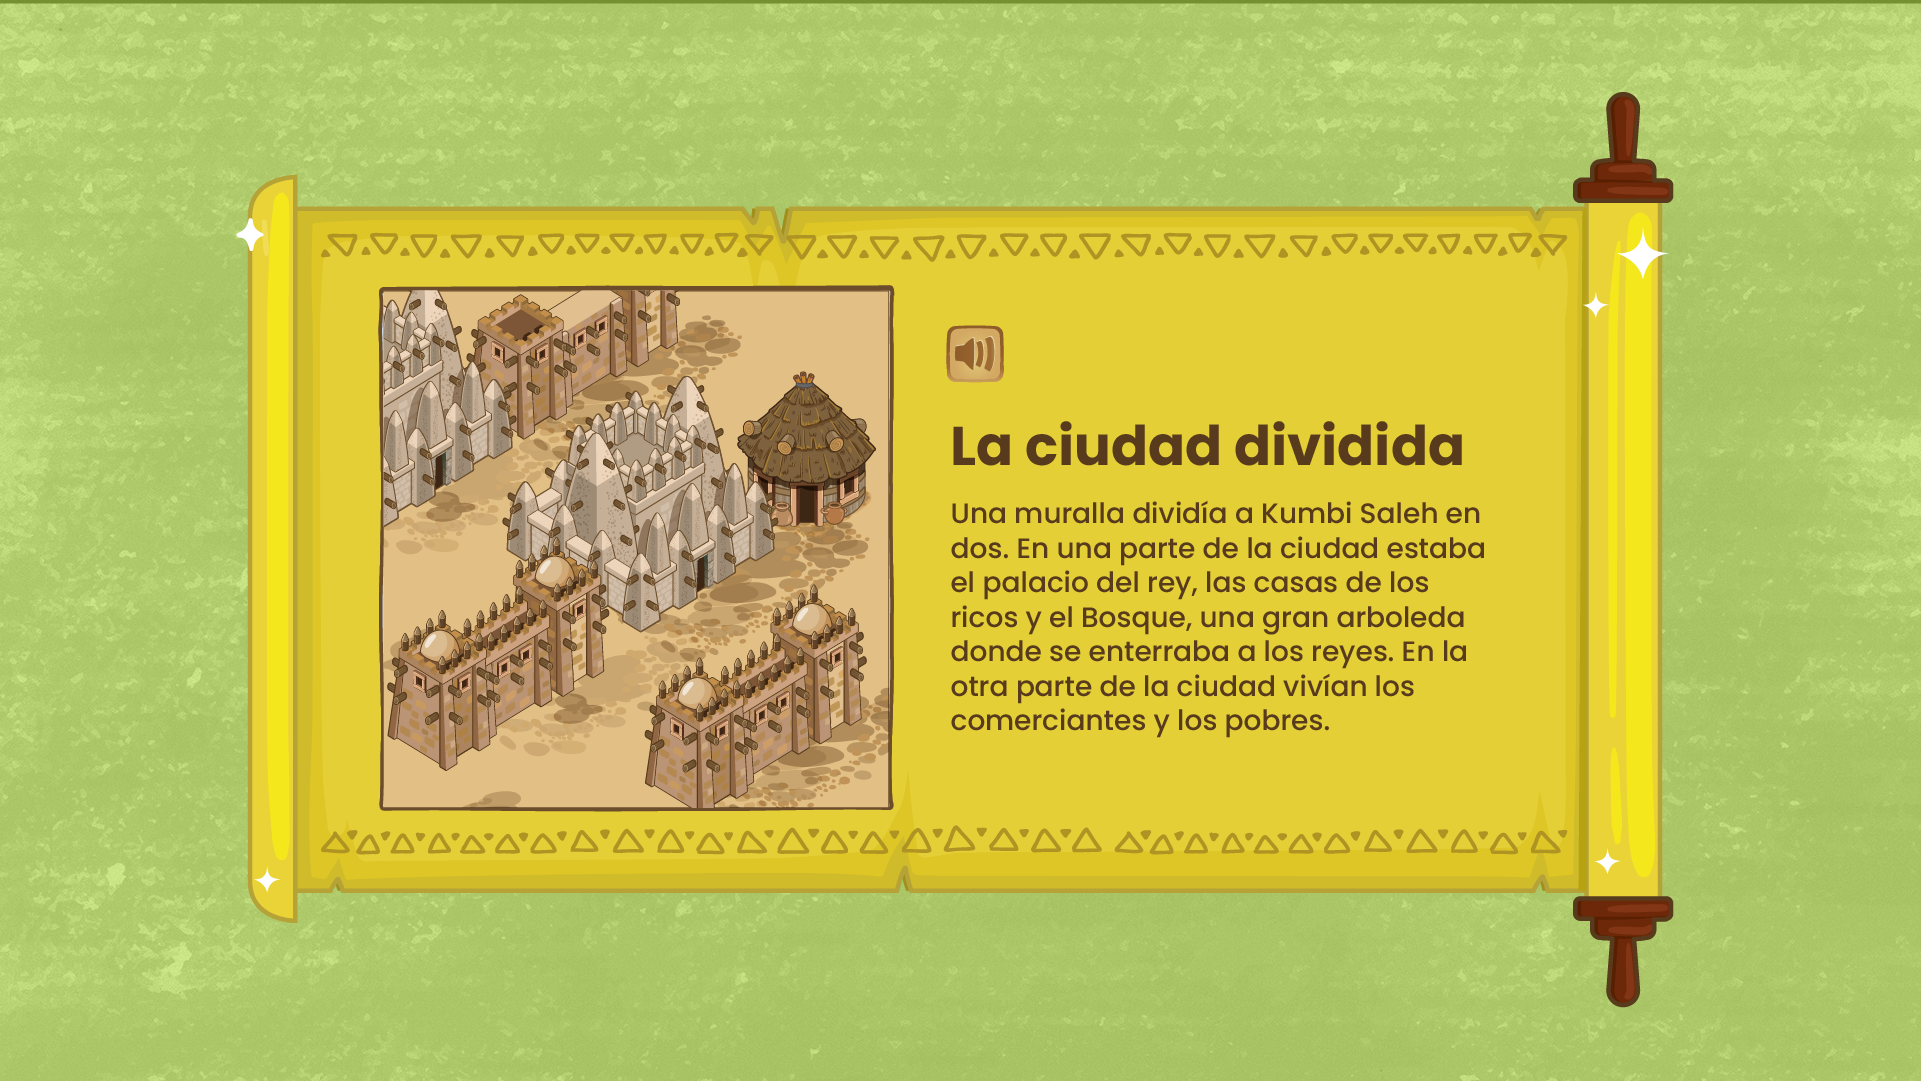 La ciudad dividida
Una muralla dividía a Kumbi Saleh en
dos. En una parte de la ciudad estaba
el palacio del rey, las casas de los
ricos y el Bosque, una gran arboleda
donde se enterraba a los reyes. En la
otra parte de la ciudad vivían los
comerciantes y los pobres.